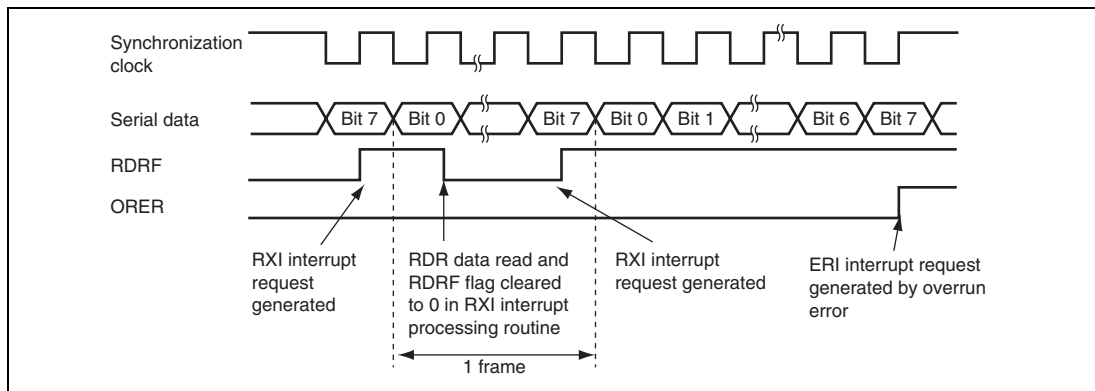 Synchronization
clock
Serial data
Bit 7
Bit 0
Bit 7
Bit 0
Bit 1
Bit 6
Bit 7
RDRF
ORER
RXI interrupt
request
generated
RDR data read and
RDRF flag cleared
to 0 in RXI interrupt
processing routine
RXI interrupt
request generated
ERI interrupt request
generated by overrun
error
1 frame